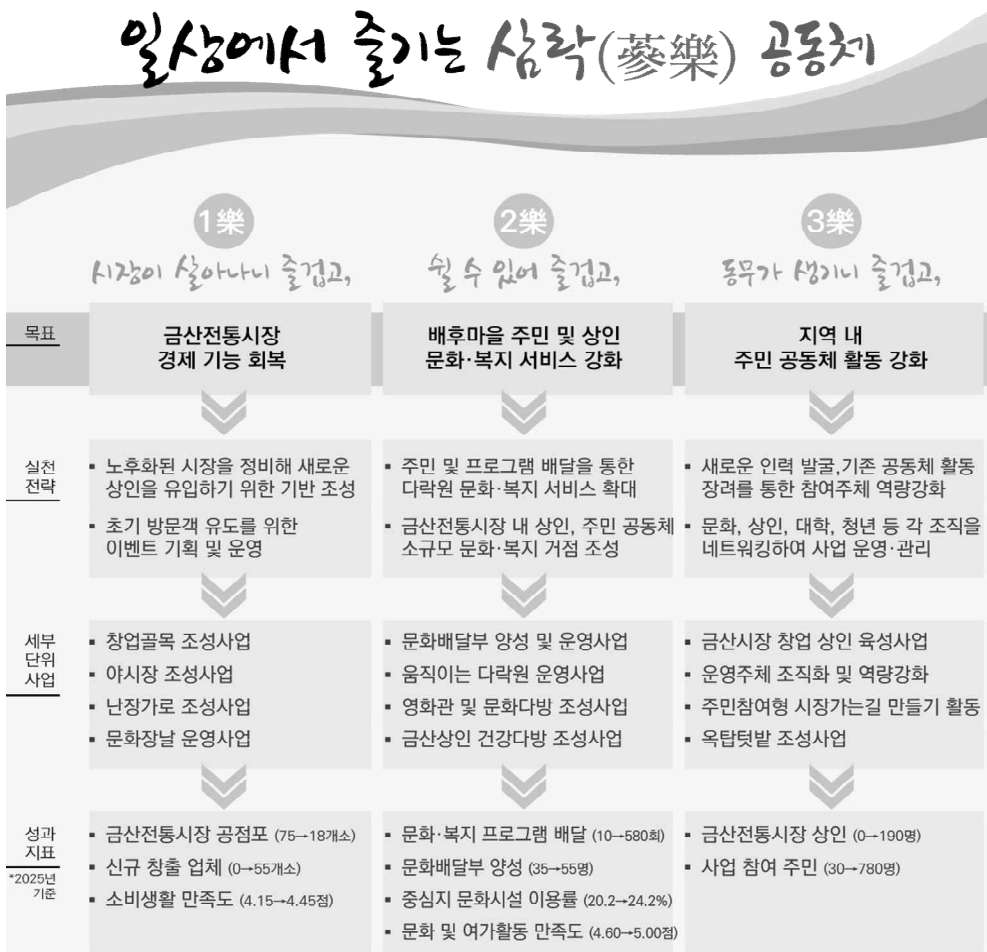 일상에서 즐기는 삼락(蔘樂) 공동체
1樂
시장이 살아나니 즐겁고,
2樂
쉴 수 있어 즐겁고,
3樂
동무가 생기니 즐겁고,
목표
금산전통시장
경제 기능 회복
배후마을 주민 및 상인
문화·복지 서비스 강화
지역 내
주민 공동체 활동 강화
실천
전략
▪ 노후화된 시장을 정비해 새로운
상인을 유입하기 위한 기반 조성
▪ 초기 방문객 유도를 위한
이벤트 기획 및 운영
▪ 주민 및 프로그램 배달을 통한
다락원 문화·복지 서비스 확대
▪ 금산전통시장 내 상인, 주민 공동체
소규모 문화·복지 거점 조성
▪ 새로운 인력 발굴,기존 공동체 활동
장려를 통한 참여주체 역량강화
▪ 문화, 상인, 대학, 청년 등 각 조직을
네트워킹하여 사업 운영·관리
세부
단위
사업
▪ 창업골목 조성사업
▪ 야시장 조성사업
▪ 난장가로 조성사업
▪ 문화장날 운영사업
▪ 문화배달부 양성 및 운영사업
▪ 움직이는 다락원 운영사업
▪ 영화관 및 문화다방 조성사업
▪ 금산상인 건강다방 조성사업
▪ 금산시장 창업 상인 육성사업
▪ 운영주체 조직화 및 역량강화
▪ 주민참여형 시장가는길 만들기 활동
▪ 옥탑텃밭 조성사업
성과
지표
*2025년
기준
▪ 금산전통시장 공점포 (75→18개소)
▪ 신규 창출 업체 (0→55개소)
▪ 소비생활 만족도 (4.15→4.45점)
▪ 문화·복지 프로그램 배달 (10→580회)
▪ 문화배달부 양성 (35→55명)
▪ 중심지 문화시설 이용률 (20.2→24.2%)
▪ 문화 및 여가활동 만족도 (4.60→5.00점)
▪ 금산전통시장 상인 (0→190명)
▪ 사업 참여 주민 (30→780명)